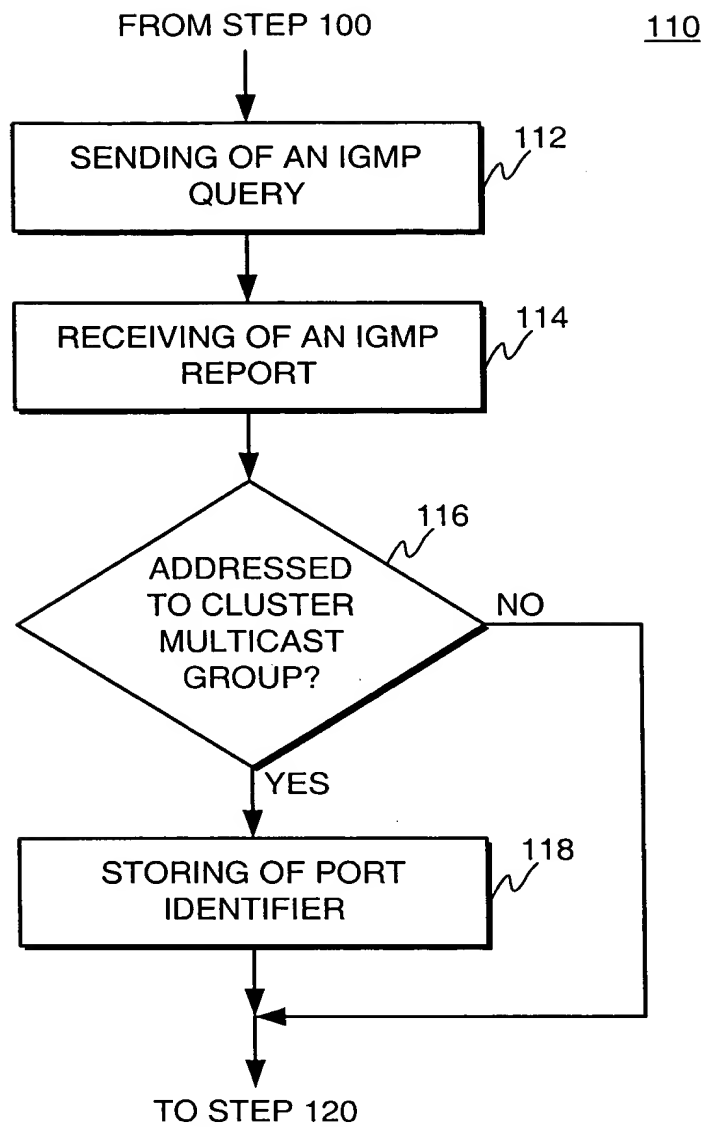 FROM STEP 100
110
SENDING OF AN IGMP
QUERY
112
RECEIVING OF AN IGMP
REPORT
114
116
ADDRESSED
TO CLUSTER
MULTICAST
GROUP?
NO
YES
STORING OF PORT
IDENTIFIER
118
TO STEP 120